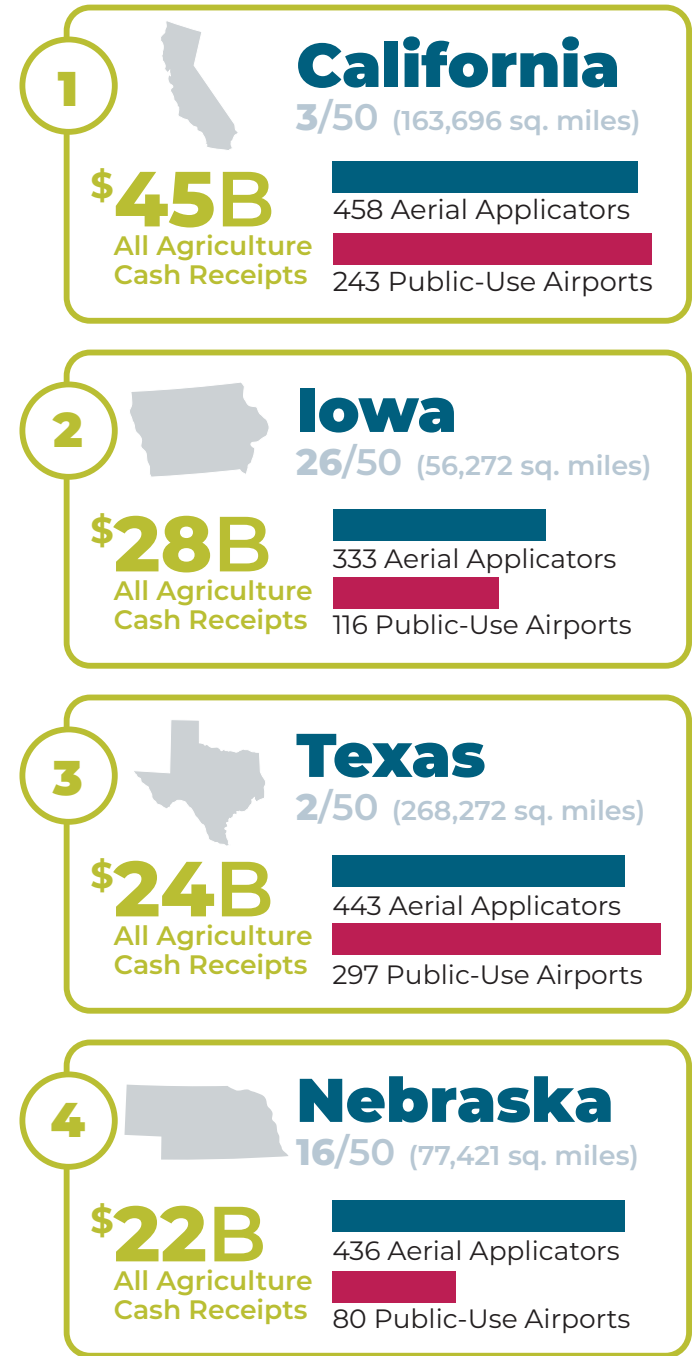 1
California
3/50 (163,696 sq. miles)
$45B
All Agriculture
Cash Receipts
458 Aerial Applicators
243 Public-Use Airports
2
Iowa
26/50 (56,272 sq. miles)
$28B
All Agriculture
Cash Receipts
333 Aerial Applicators
116 Public-Use Airports
3
Texas
2/50 (268,272 sq. miles)
$24B
All Agriculture
Cash Receipts
443 Aerial Applicators
297 Public-Use Airports
4
Nebraska
16/50 (77,421 sq. miles)
$22B
All Agriculture
Cash Receipts
436 Aerial Applicators
80 Public-Use Airports